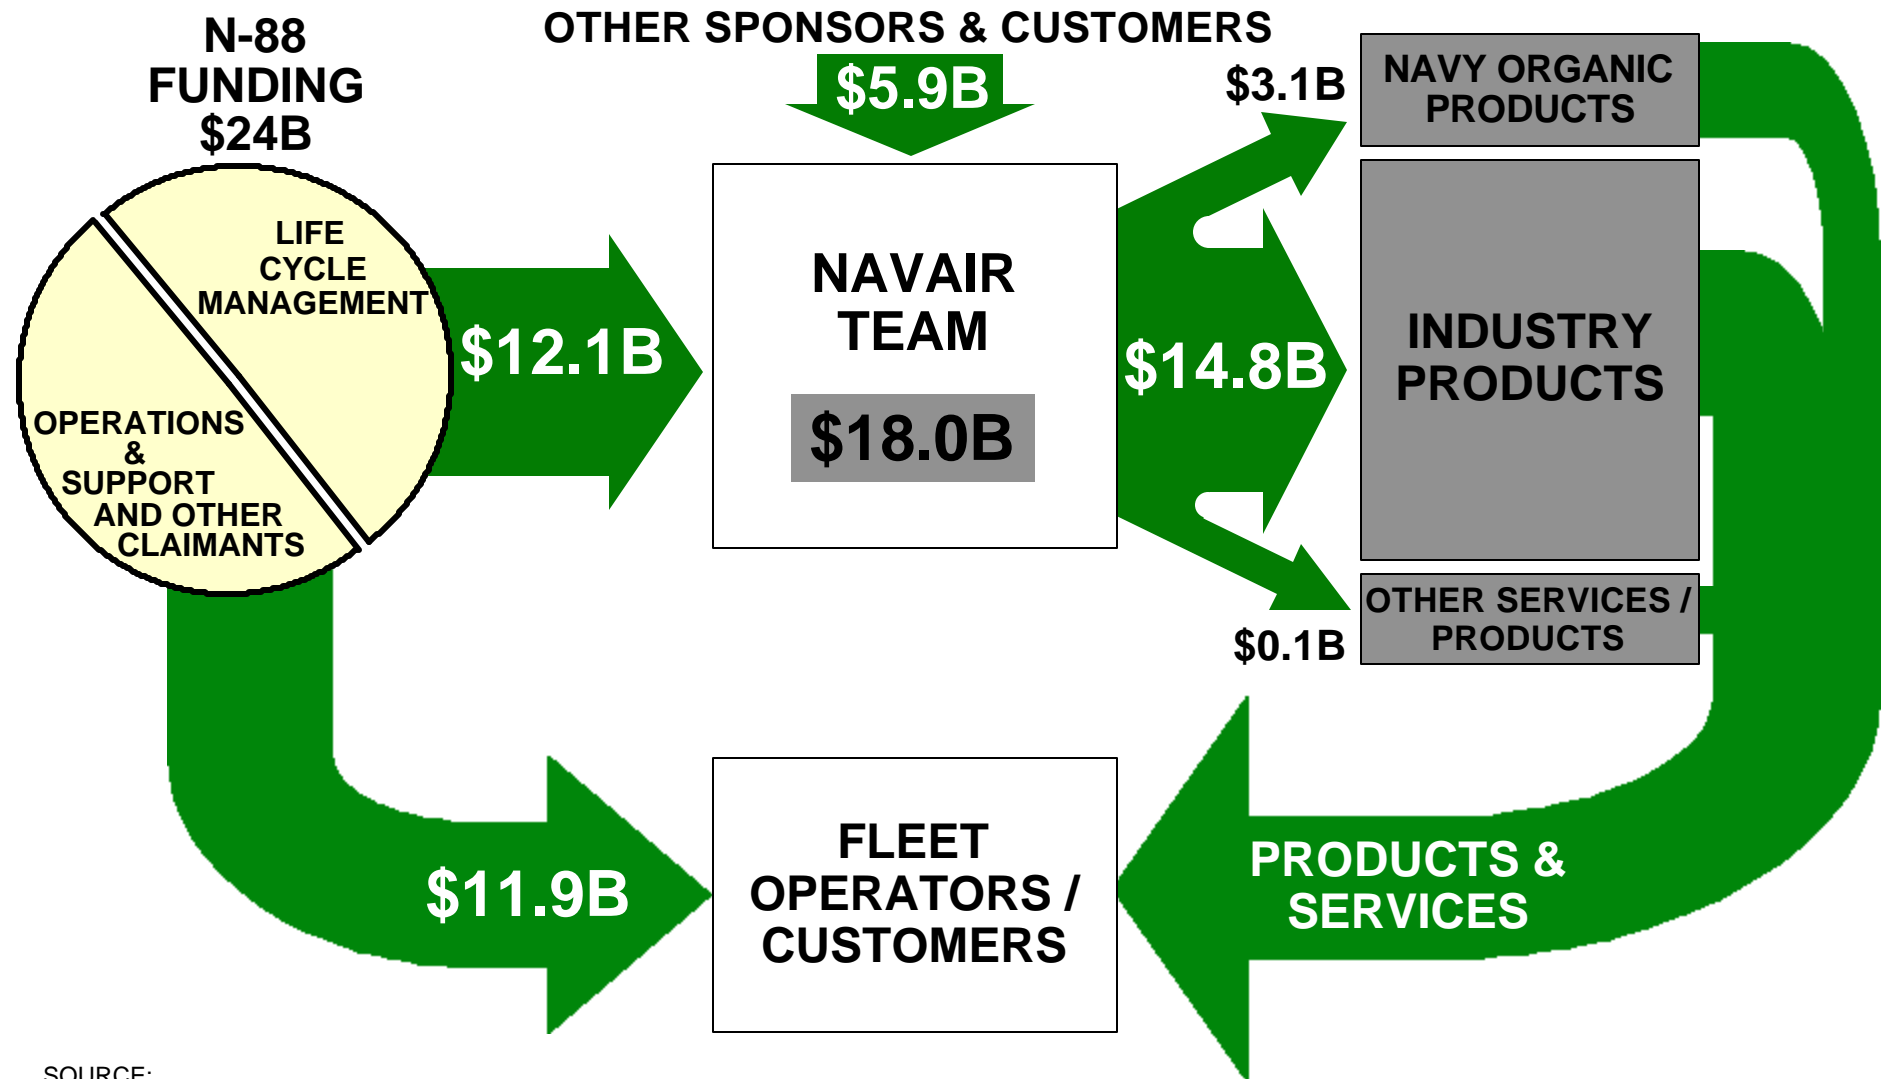 N-88
FUNDING
$24B
OTHER SPONSORS & CUSTOMERS
$5.9B
LIFE
CYCLE
MANAGEMENT
OPERATIONS
&
SUPPORT
AND OTHER
CLAIMANTS
$12.1B
NAVAIR
TEAM
$18.0B
$3.1B
$14.8B
$0.1B
NAVY ORGANIC
PRODUCTS
INDUSTRY
PRODUCTS
OTHER SERVICES /
PRODUCTS
$11.9B
FLEET
OPERATORS /
CUSTOMERS
PRODUCTS &
SERVICES
SOURCE: